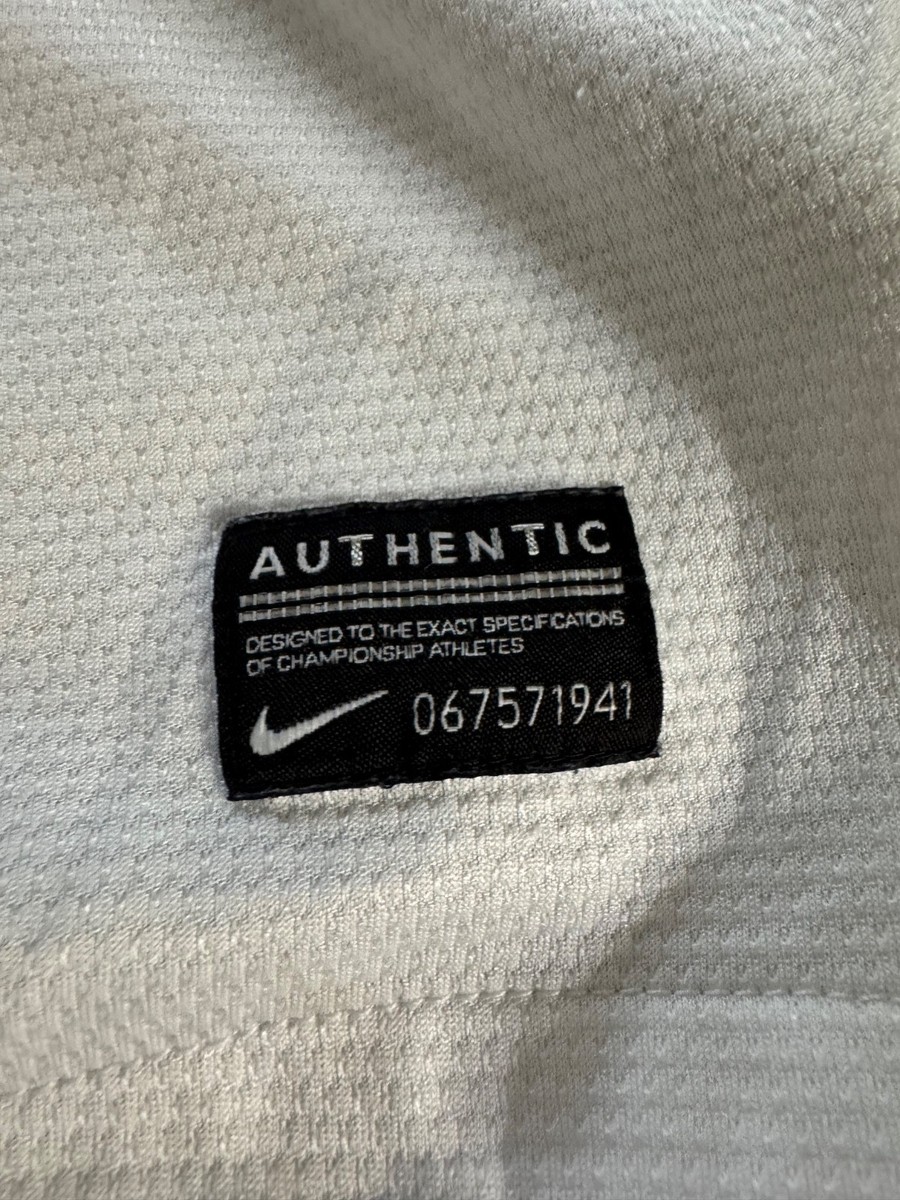 AUTHENTIC
DESIGNED TO THE EXACT SPECIFICATIONS
OF CHAMPIONSHIP ATHLETES
067571941